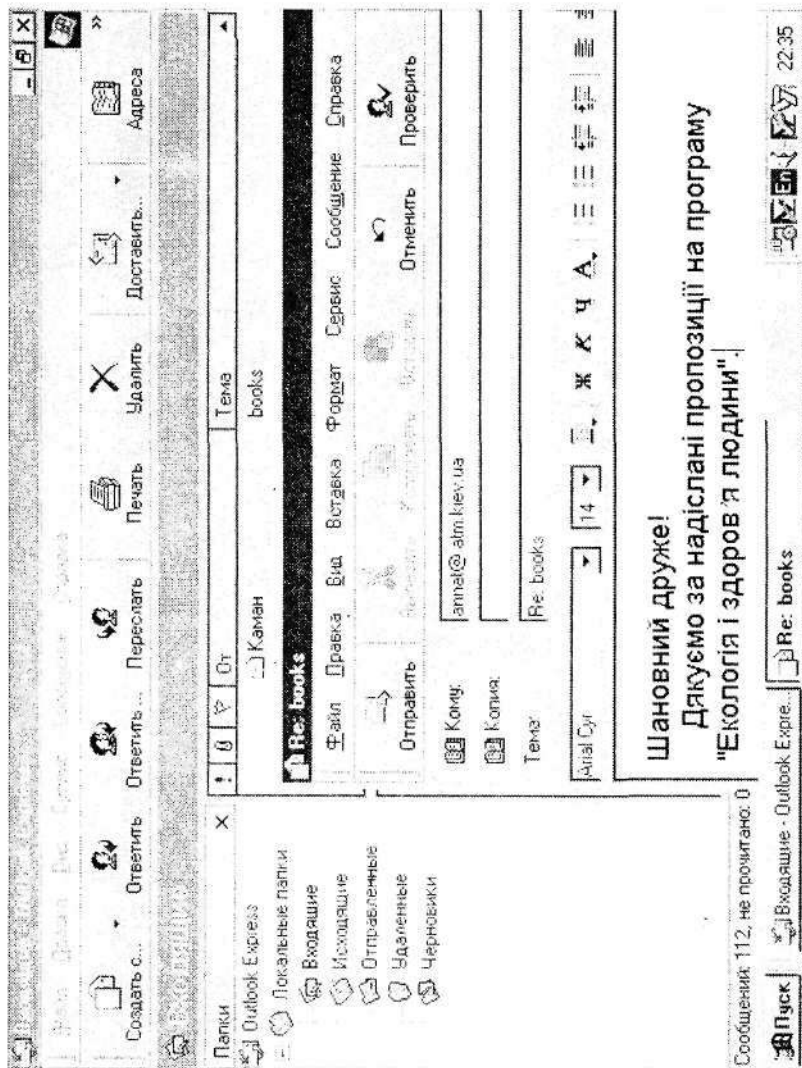 Создать с...
Ответить
Ответить ...
Переслать
Печать
Удалить
Доставить...
Адреса
»
Входящие
Папки
Outlook Express
Локальные папки
Входящие
Исходящие
Отправленные
Удаленные
Черновики
! От Тема
Каман books
Re: books
Файл Правка Вид Вставка Формат Сервис Сообщение Справка
Отправить
Отменить
Проверить
Кому: annat@ atm.kiev.ua
Копия:
Тема: Re: books
Arial Cyr 14 Ж К Ч А
Шановний друже!
Дякуємо за надіслані пропозиції на програму
"Екологія і здоров'я людини".
Сообщений: 112, не прочитано: 0
Пуск Входящие - Outlook Expre... Re: books En 22:35